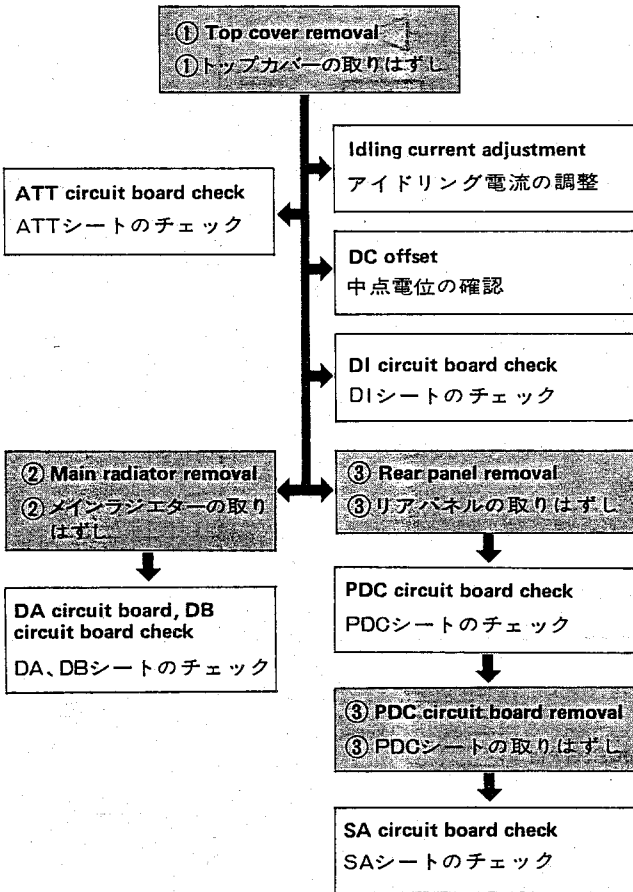 ① Top cover removal
①トップカバーの取りはずし
Idling current adjustment
アイドリング電流の調整
ATT circuit board check
ATTシートのチェック
DC offset
中点電位の確認
DI circuit board check
DIシートのチェック
② Main radiator removal
② メインラジエターの取り
はずし
③ Rear panel removal
③ リアパネルの取りはずし
DA circuit board, DB
circuit board check
DA、DBシートのチェック
PDC circuit board check
PDCシートのチェック
③ PDC circuit board removal
③ PDCシートの取りはずし
SA circuit board check
SAシートのチェック